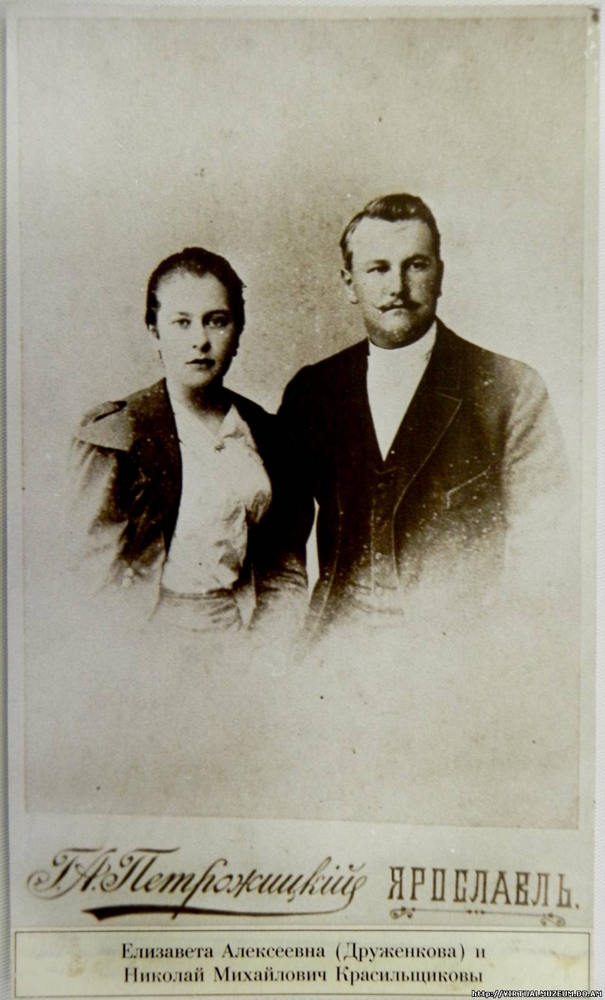 Г. А. Петрожицкій
ЯРОСЛАВЛЬ.
Елизавета Алексеевна (Друженкова) и
Николай Михайлович Красильщиковы
http://VIRTUALMUZEUM.DO.AM